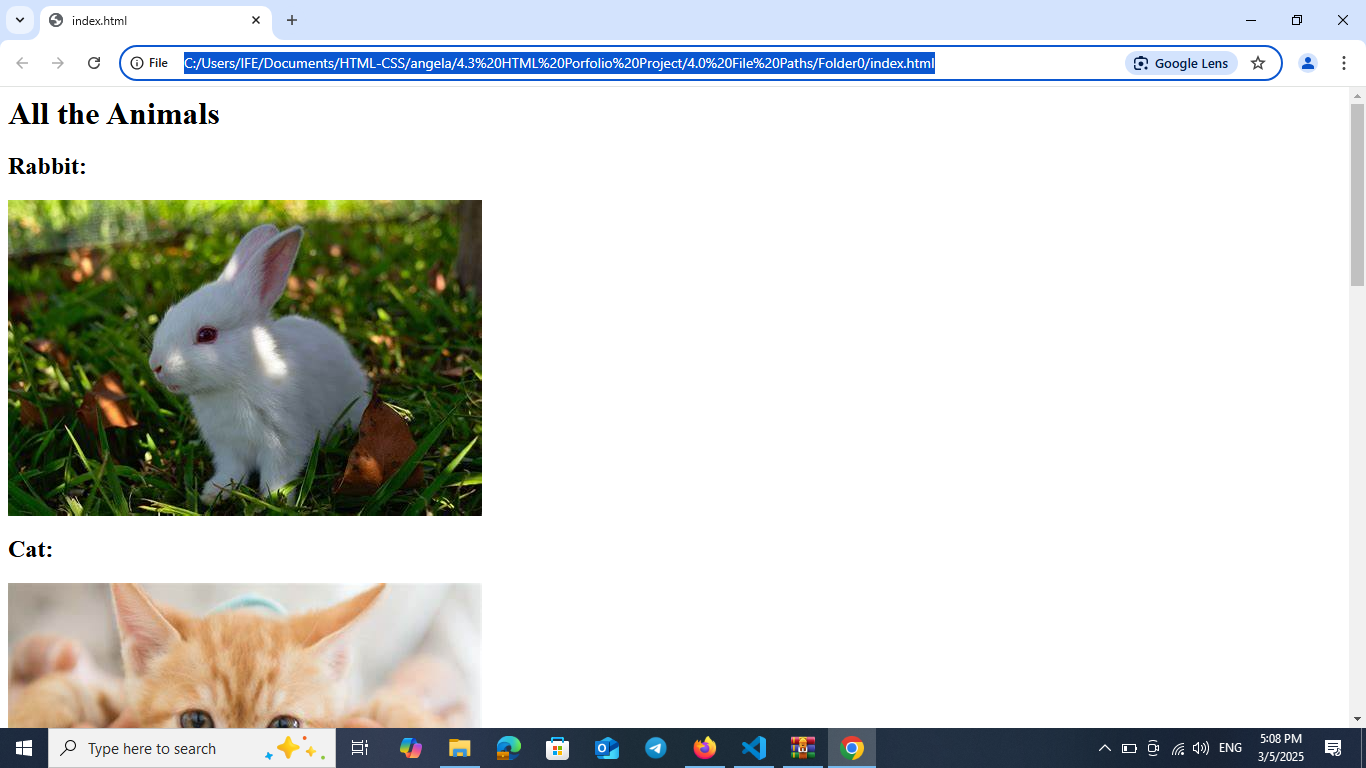 index.html
File
C:/Users/IFE/Documents/HTML-CSS/angela/4.3%20HTML%20Porfolio%20Project/4.0%20File%20Paths/Folder0/index.html
Google Lens
All the Animals
Rabbit:
Cat:
Type here to search
ENG
5:08 PM
3/5/2025